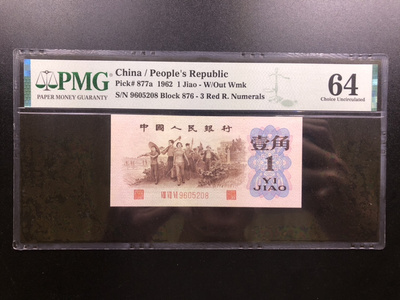 PMG
PAPER MONEY GUARANTY
China / People's Republic
Pick# 877a 1962 1 Jiao - W/Out Wmk
S/N 9605208 Block 876 - 3 Red R. Numerals
64
Choice Uncirculated
中国人民银行
壹角
1
YI
JIAO
9605208